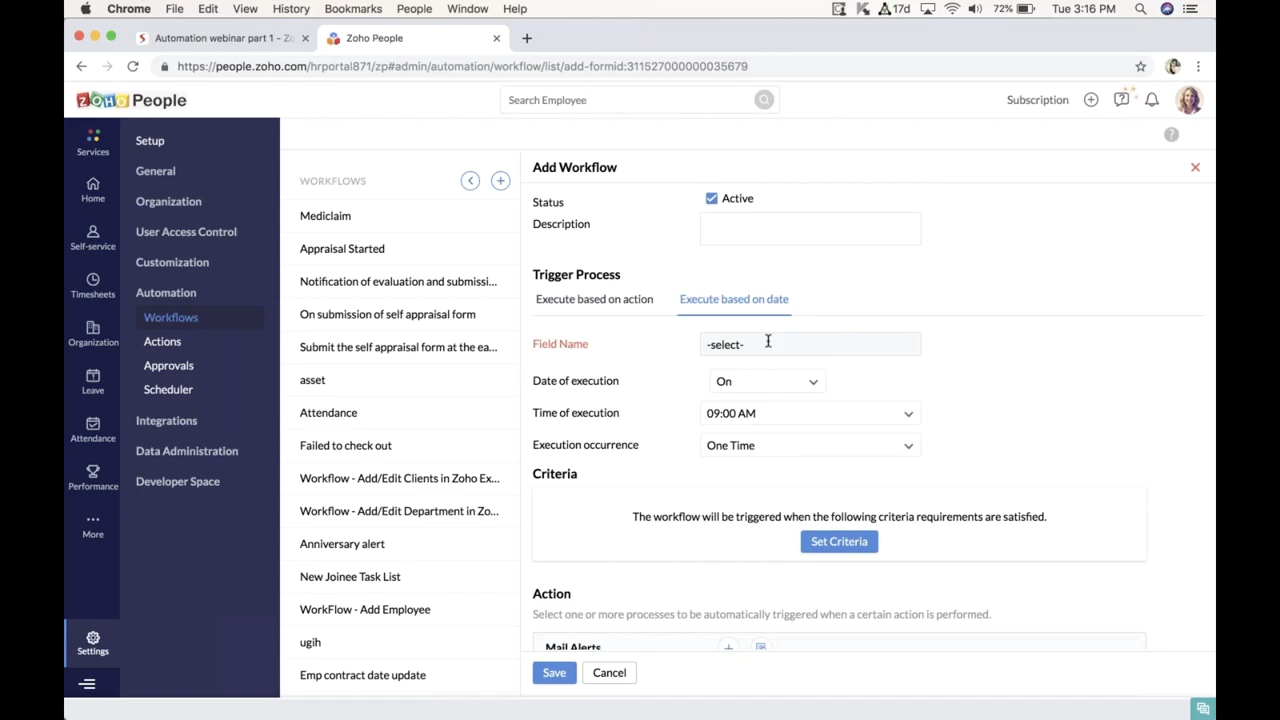 Chrome File Edit View History Bookmarks People Window Help 17d 72% Tue 3:16 PM
Automation webinar part 1 - Zo Zoho People
https://people.zoho.com/hrportal871/zp#admin/automation/workflow/list/add-formid:311527000000035679
ZOHO People Search Employee Subscription
Services
Home
Self-service
Timesheets
Organization
Leave
Attendance
Performance
More
Settings
Setup
General
Organization
User Access Control
Customization
Automation
Workflows
Actions
Approvals
Scheduler
Integrations
Data Administration
Developer Space
WORKFLOWS
Mediclaim
Appraisal Started
Notification of evaluation and submissi...
On submission of self appraisal form
Submit the self appraisal form at the ea...
asset
Attendance
Failed to check out
Workflow - Add/Edit Clients in Zoho Ex...
Workflow - Add/Edit Department in Zo...
Anniversary alert
New Joinee Task List
WorkFlow - Add Employee
ugih
Emp contract date update
Add Workflow
Status Active
Description
Trigger Process
Execute based on action Execute based on date
Field Name -select-
Date of execution On
Time of execution 09:00 AM
Execution occurrence One Time
Criteria
The workflow will be triggered when the following criteria requirements are satisfied.
Set Criteria
Action
Select one or more processes to be automatically triggered when a certain action is performed.
Mail Alerts
Save Cancel